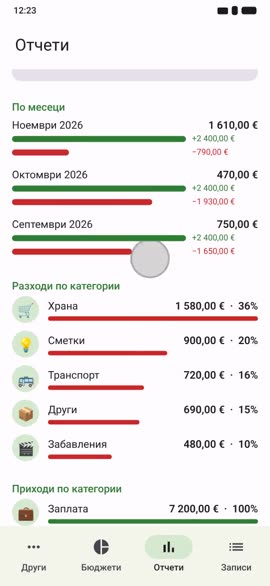 12:23
Отчети
По месеци
Ноември 2026 1 610,00 €
+2 400,00 €
−790,00 €
Октомври 2026 470,00 €
+2 400,00 €
−1 930,00 €
Септември 2026 750,00 €
+2 400,00 €
−1 650,00 €
Разходи по категории
Храна 1 580,00 € · 36%
Сметки 900,00 € · 20%
Транспорт 720,00 € · 16%
Други 690,00 € · 15%
Забавления 480,00 € · 10%
Приходи по категории
Заплата 7 200,00 € · 100%
Други Бюджети Отчети Записи